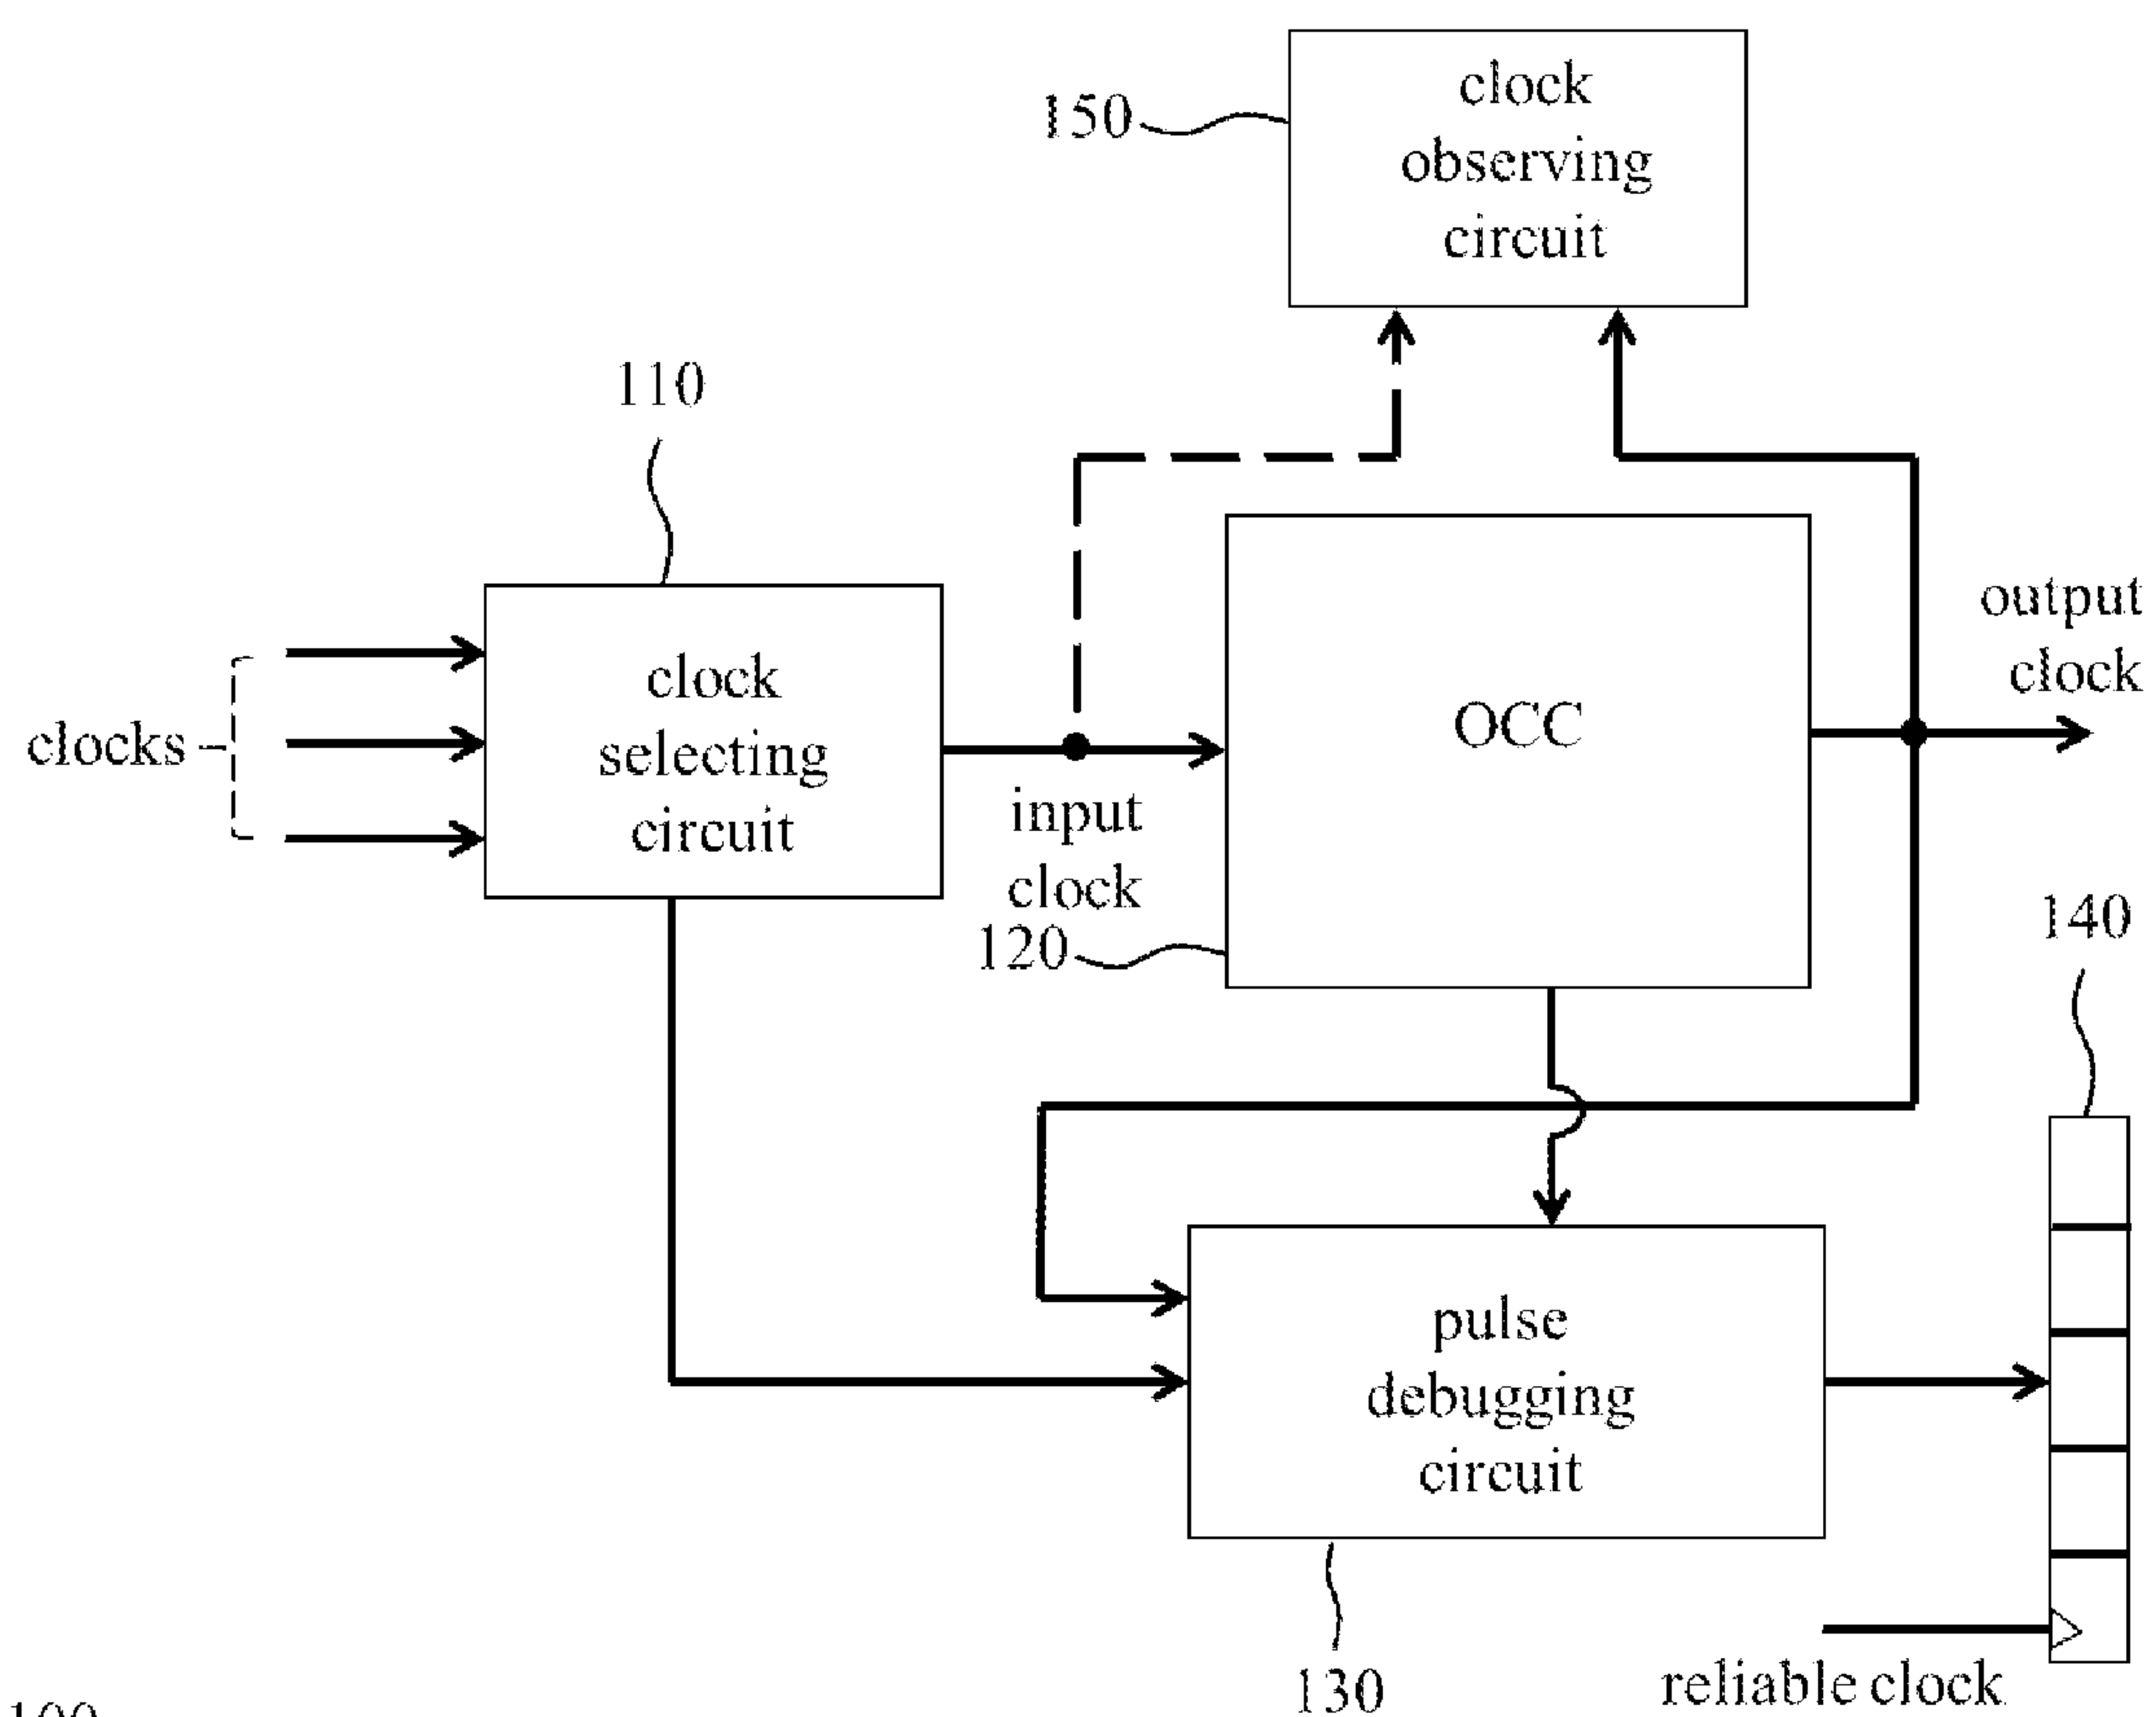 clock
observing
circuit
150
110
clocks
clock
selecting
circuit
input
clock
OCC
120
output
clock
140
pulse
debugging
circuit
130
reliable clock